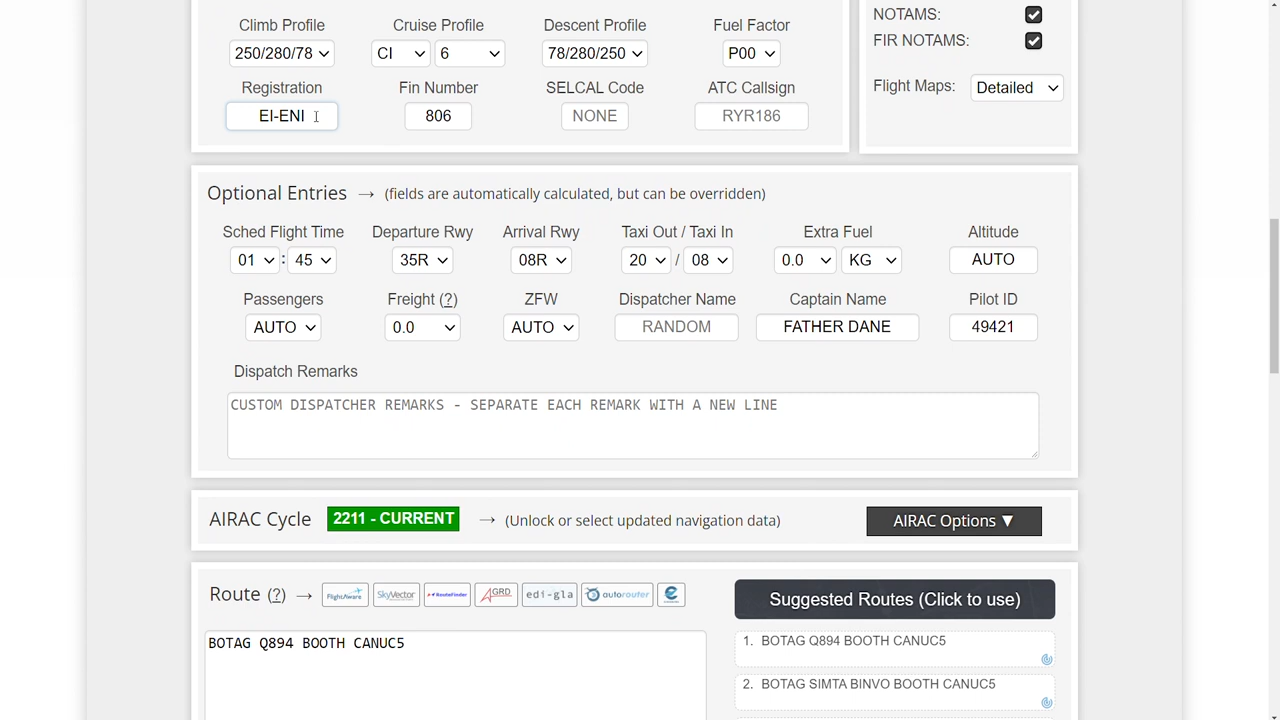 Climb Profile Cruise Profile Descent Profile Fuel Factor
250/280/78 CI 6 78/280/250 P00
Registration Fin Number SELCAL Code ATC Callsign
EI-ENI 806 NONE RYR186
NOTAMS:
FIR NOTAMS:
Flight Maps: Detailed
Optional Entries → (fields are automatically calculated, but can be overridden)
Sched Flight Time Departure Rwy Arrival Rwy Taxi Out / Taxi In Extra Fuel Altitude
01 : 45 35R 08R 20 / 08 0.0 KG AUTO
Passengers Freight (?) ZFW Dispatcher Name Captain Name Pilot ID
AUTO 0.0 AUTO RANDOM FATHER DANE 49421
Dispatch Remarks
CUSTOM DISPATCHER REMARKS - SEPARATE EACH REMARK WITH A NEW LINE
AIRAC Cycle 2211 - CURRENT → (Unlock or select updated navigation data) AIRAC Options ▼
Route (?) → FlightAware SkyVector RouteFinder GRD edi-gla autorouter
BOTAG Q894 BOOTH CANUC5
Suggested Routes (Click to use)
1. BOTAG Q894 BOOTH CANUC5
2. BOTAG SIMTA BINVO BOOTH CANUC5